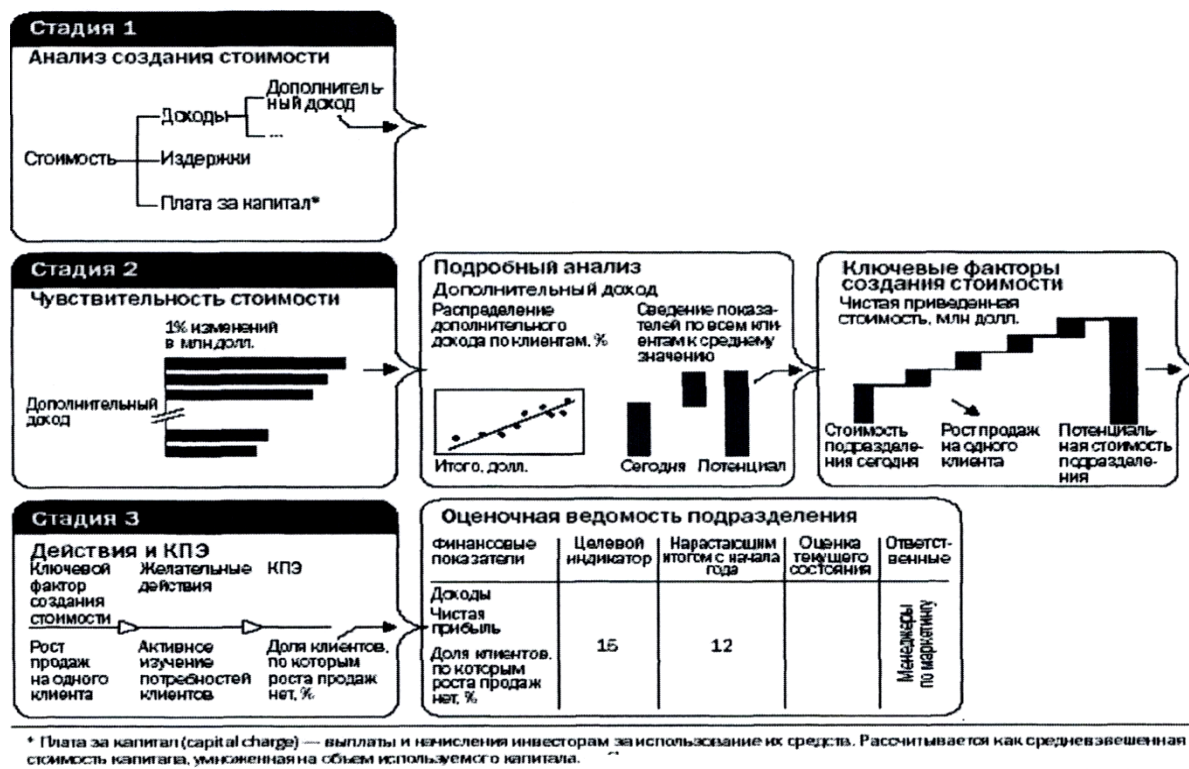 Стадия 1
Анализ создания стоимости
Дополнитель-
ный доход
Доходы
...
Стоимость
Издержки
Плата за капитал*
Стадия 2
Чувствительность стоимости
1% изменений
в млн долл.
Дополнительный
доход
Подробный анализ
Дополнительный доход
Распределение
дополнительного
дохода по клиентам, %
Итого, долл.
Сведение показа-
телей по всем кли-
ентам к среднему
значению
Сегодня
Потенциал
Ключевые факторы
создания стоимости
Чистая приведенная
стоимость, млн долл.
Стоимость
подразделе-
ния сегодня
Рост продаж
на одного
клиента
Потенциаль-
ная стоимость
подразделе-
ния
Стадия 3
Действия и КПЭ
Ключевой
фактор
создания
стоимости
Желательные
действия
КПЭ
Рост
продаж
на одного
клиента
Активное
изучение
потребностей
клиентов
Доля клиентов,
по которым
роста продаж
нет, %
Оценочная ведомость подразделения
Финансовые
показатели
Целевой
индикатор
Нарастающим
итогом с начала
года
Оценка
текущего
состояния
Ответст-
венные
Доходы
Чистая
прибыль
Доля клиентов,
по которым
роста продаж
нет, %
15
12
Менеджеры
по маркетингу
* Плата за капитал (capital charge) — выплаты и начисления инвесторам за использование их средств. Рассчитывается как средневзвешенная
стоимость капитала, умноженная на объем используемого капитала.